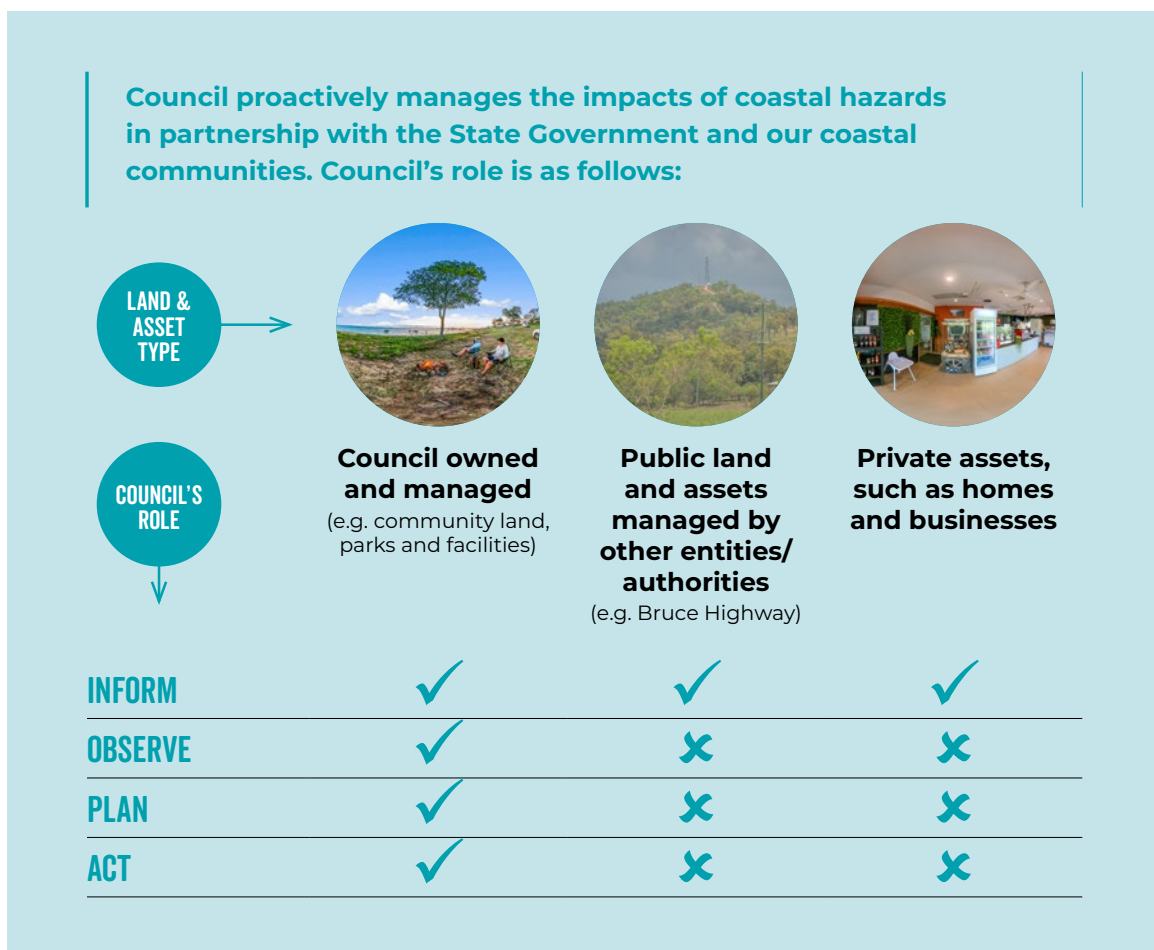 Council proactively manages the impacts of coastal hazards
in partnership with the State Government and our coastal
communities. Council’s role is as follows:
LAND &
ASSET
TYPE
COUNCIL’S
ROLE
Council owned
and managed
(e.g. community land,
parks and facilities)
Public land
and assets
managed by
other entities/
authorities
(e.g. Bruce Highway)
Private assets,
such as homes
and businesses
INFORM
OBSERVE
PLAN
ACT